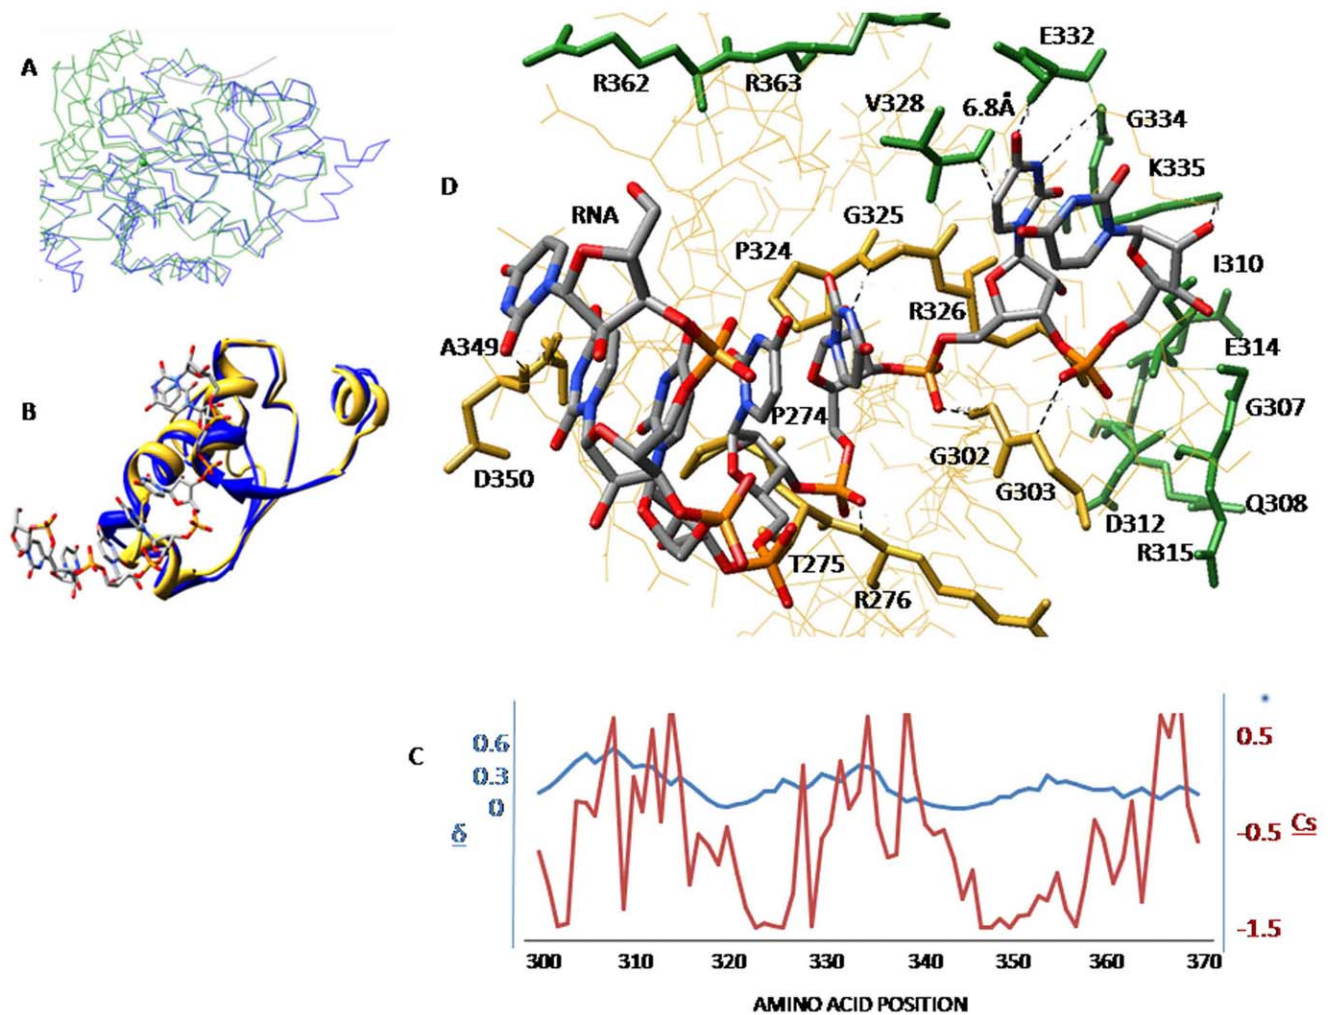 A
E332
R362
R363
V328
6.8Å
G334
D
K335
RNA
G325
P324
I310
R326
A349
E314
B
P274
G307
G302
D350
G303
Q308
D312
R315
T275
R276
C
0.6
0.5
0.3
0
δ
-0.5 Cs
-1.5
300 310 320 330 340 350 360 370
AMINO ACID POSITION